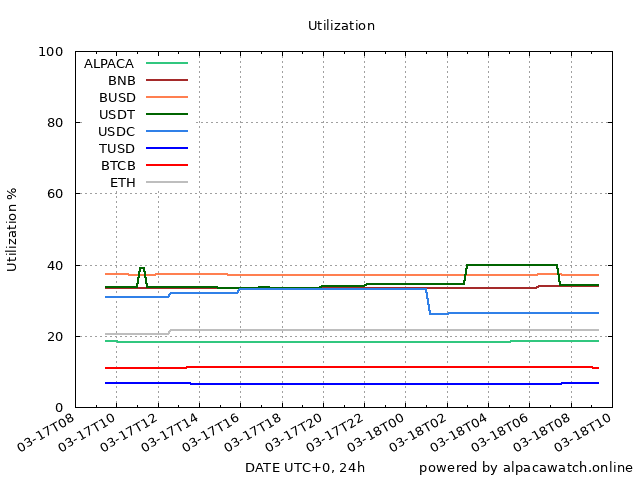 Utilization
Utilization %
100
80
60
40
20
0
ALPACA
BNB
BUSD
USDT
USDC
TUSD
BTCB
ETH
03-17T08
03-17T10
03-17T12
03-17T14
03-17T16
03-17T18
03-17T20
03-17T22
03-18T00
03-18T02
03-18T04
03-18T06
03-18T08
03-18T10
DATE UTC+0, 24h
powered by alpacawatch.online